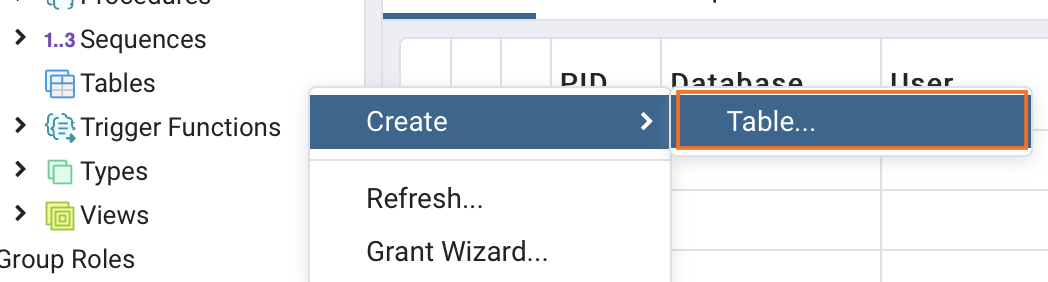 Procedures
1..3 Sequences
Tables
Trigger Functions
Types
Views
Group Roles
PID Database User
Create
Table...
Refresh...
Grant Wizard...